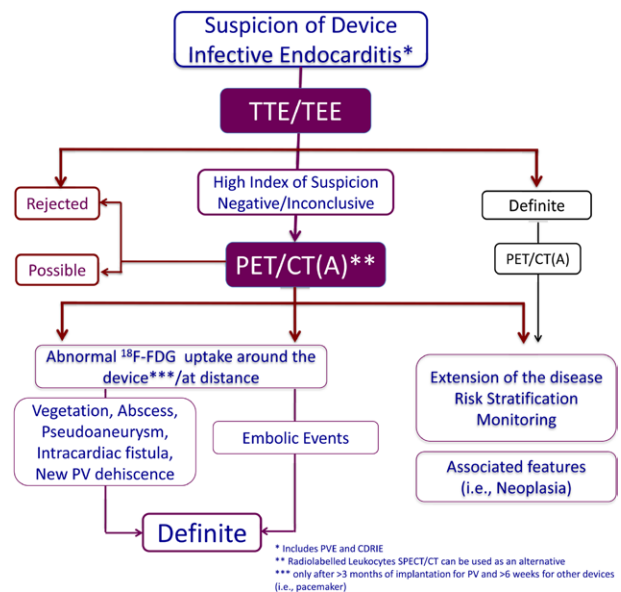 Suspicion of Device
Infective Endocarditis*
TTE/TEE
Rejected
High Index of Suspicion
Negative/Inconclusive
Definite
Possible
PET/CT(A)**
PET/CT(A)
Abnormal 18F-FDG uptake around the
device***/at distance
Vegetation, Abscess,
Pseudoaneurysm,
Intracardiac fistula,
New PV dehiscence
Embolic Events
Extension of the disease
Risk Stratification
Monitoring
Associated features
(i.e., Neoplasia)
Definite
* Includes PVE and CDRIE
** Radiolabelled Leukocytes SPECT/CT can be used as an alternative
*** only after >3 months of implantation for PV and >6 weeks for other devices
(i.e., pacemaker)